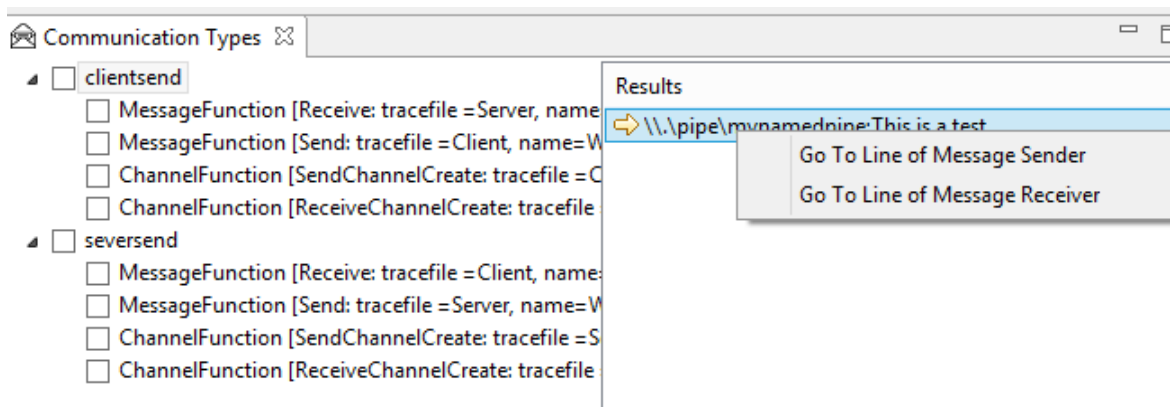 Communication Types
clientsend
MessageFunction [Receive: tracefile =Server, name
MessageFunction [Send: tracefile =Client, name=W
ChannelFunction [SendChannelCreate: tracefile =C
ChannelFunction [ReceiveChannelCreate: tracefile
seversend
MessageFunction [Receive: tracefile =Client, name=
MessageFunction [Send: tracefile =Server, name=W
ChannelFunction [SendChannelCreate: tracefile =S
ChannelFunction [ReceiveChannelCreate: tracefile
Results
\\.\pipe\mynamedpipe:This is a test
Go To Line of Message Sender
Go To Line of Message Receiver